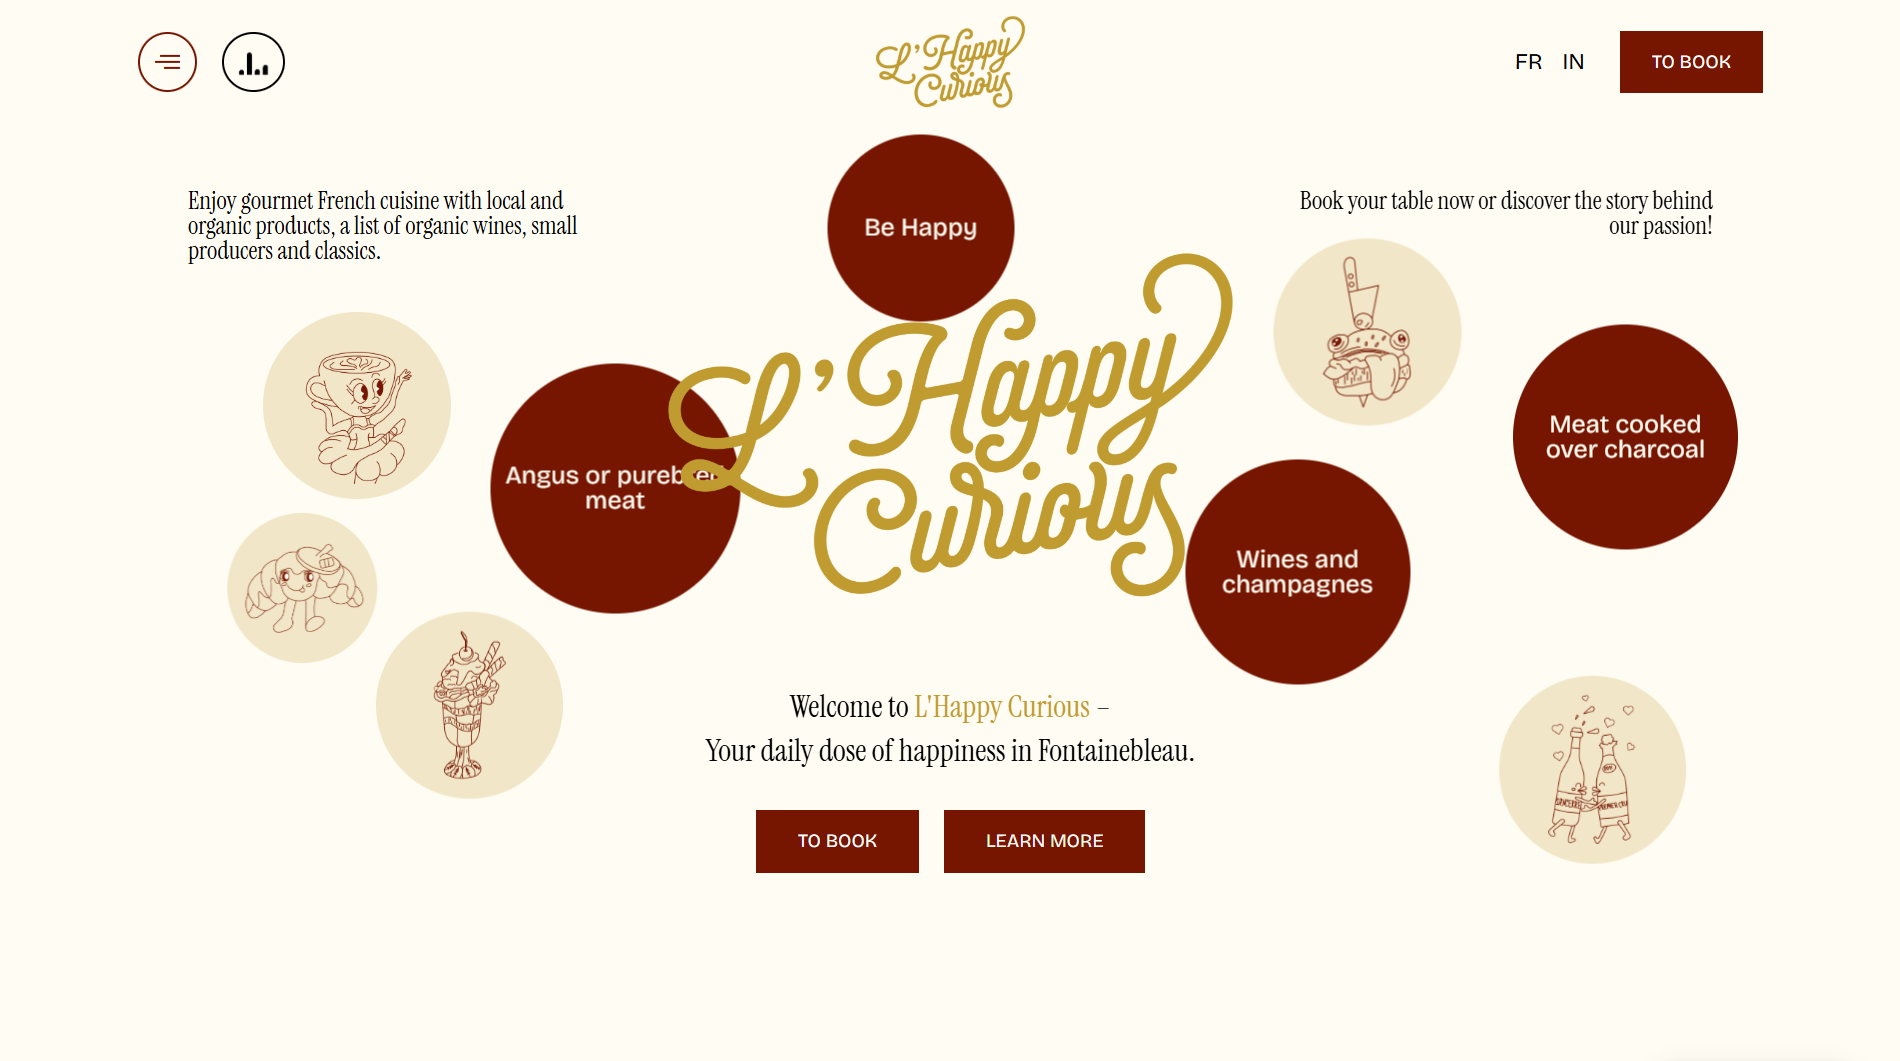 L'Happy
Curious
FR IN
TO BOOK
Enjoy gourmet French cuisine with local and
organic products, a list of organic wines, small
producers and classics.
Be Happy
Book your table now or discover the story behind
our passion!
L'Happy
Curious
Angus or
meat
Meat cooked
over charcoal
Wines and
champagnes
Welcome to L'Happy Curious –
Your daily dose of happiness in Fontainebleau.
TO BOOK
LEARN MORE